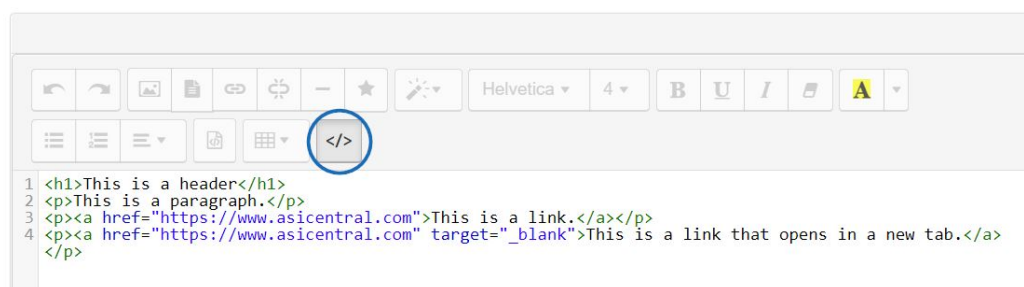 Helvetica 4 B U I A
</>
1 <h1>This is a header</h1>
2 <p>This is a paragraph.</p>
3 <p><a href="https://www.asicentral.com">This is a link.</a></p>
4 <p><a href="https://www.asicentral.com" target="_blank">This is a link that opens in a new tab.</a>
</p>